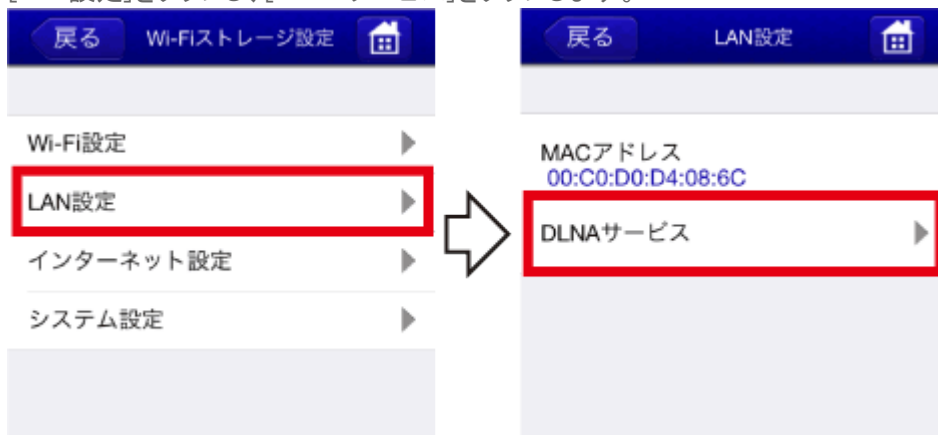 戻る Wi-Fiストレージ設定
Wi-Fi設定
LAN設定
インターネット設定
システム設定
戻る LAN設定
MACアドレス
00:C0:D0:D4:08:6C
DLNAサービス